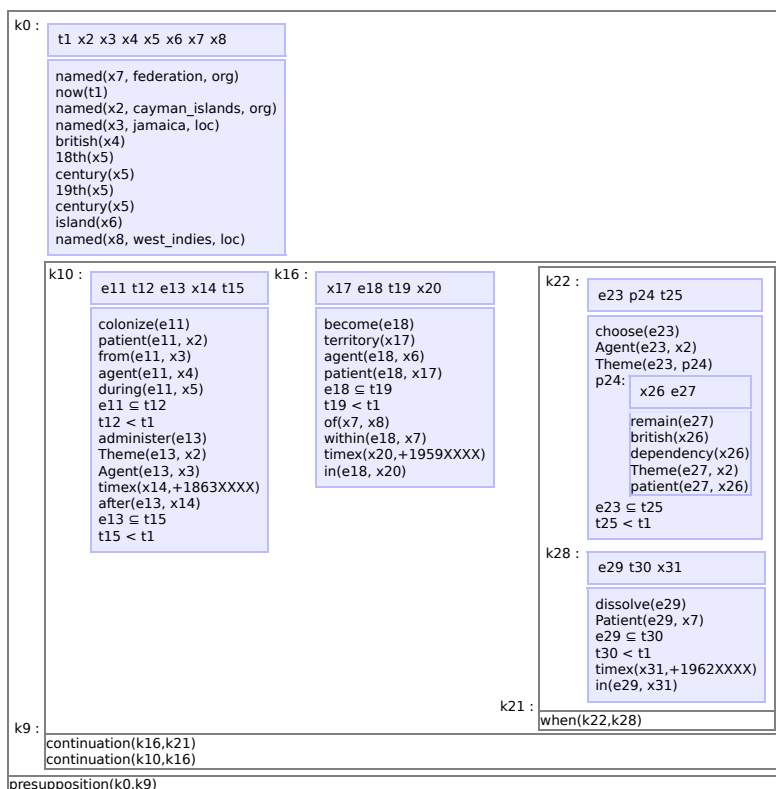 k0 :
t1 x2 x3 x4 x5 x6 x7 x8
named(x7, federation, org)
now(t1)
named(x2, cayman_islands, org)
named(x3, jamaica, loc)
british(x4)
18th(x5)
century(x5)
19th(x5)
century(x5)
island(x6)
named(x8, west_indies, loc)
k10 :
e11 t12 e13 x14 t15
colonize(e11)
patient(e11, x2)
from(e11, x3)
agent(e11, x4)
during(e11, x5)
e11 ⊆ t12
t12 < t1
administer(e13)
Theme(e13, x2)
Agent(e13, x3)
timex(x14,+1863XXXX)
after(e13, x14)
e13 ⊆ t15
t15 < t1
k16 :
x17 e18 t19 x20
become(e18)
territory(x17)
agent(e18, x6)
patient(e18, x17)
e18 ⊆ t19
t19 < t1
of(x7, x8)
within(e18, x7)
timex(x20,+1959XXXX)
in(e18, x20)
k22 :
e23 p24 t25
choose(e23)
Agent(e23, x2)
Theme(e23, p24)
p24:
x26 e27
remain(e27)
british(x26)
dependency(x26)
Theme(e27, x2)
patient(e27, x26)
e23 ⊆ t25
t25 < t1
k28 :
e29 t30 x31
dissolve(e29)
Patient(e29, x7)
e29 ⊆ t30
t30 < t1
timex(x31,+1962XXXX)
in(e29, x31)
k21 :
when(k22,k28)
k9 :
continuation(k16,k21)
continuation(k10,k16)
presupposition(k0,k9)